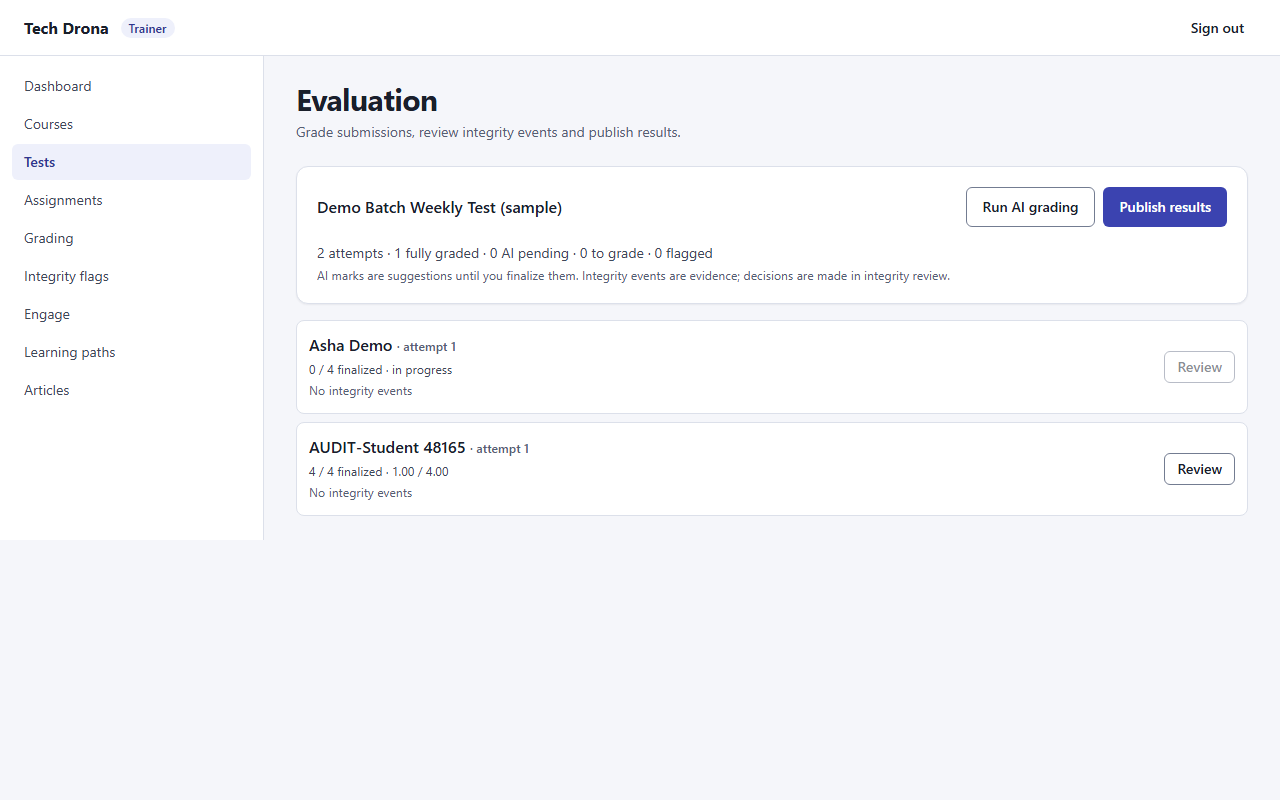 Tech Drona
Trainer
Sign out
Dashboard
Courses
Tests
Assignments
Grading
Integrity flags
Engage
Learning paths
Articles
Evaluation
Grade submissions, review integrity events and publish results.
Demo Batch Weekly Test (sample)
Run AI grading
Publish results
2 attempts · 1 fully graded · 0 AI pending · 0 to grade · 0 flagged
AI marks are suggestions until you finalize them. Integrity events are evidence; decisions are made in integrity review.
Asha Demo · attempt 1
0 / 4 finalized · in progress
No integrity events
Review
AUDIT-Student 48165 · attempt 1
4 / 4 finalized · 1.00 / 4.00
No integrity events
Review